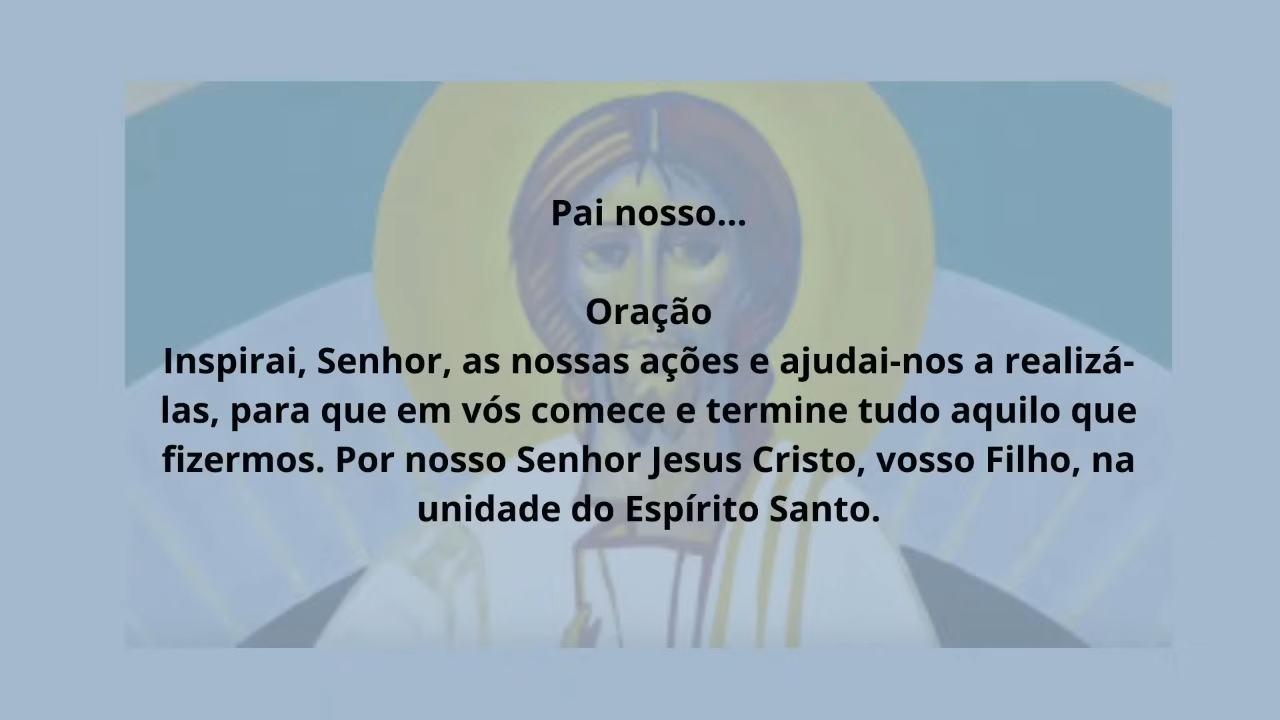 Pai nosso...
Oração
Inspirai, Senhor, as nossas ações e ajudai-nos a realizá-
las, para que em vós comece e termine tudo aquilo que
fizermos. Por nosso Senhor Jesus Cristo, vosso Filho, na
unidade do Espírito Santo.